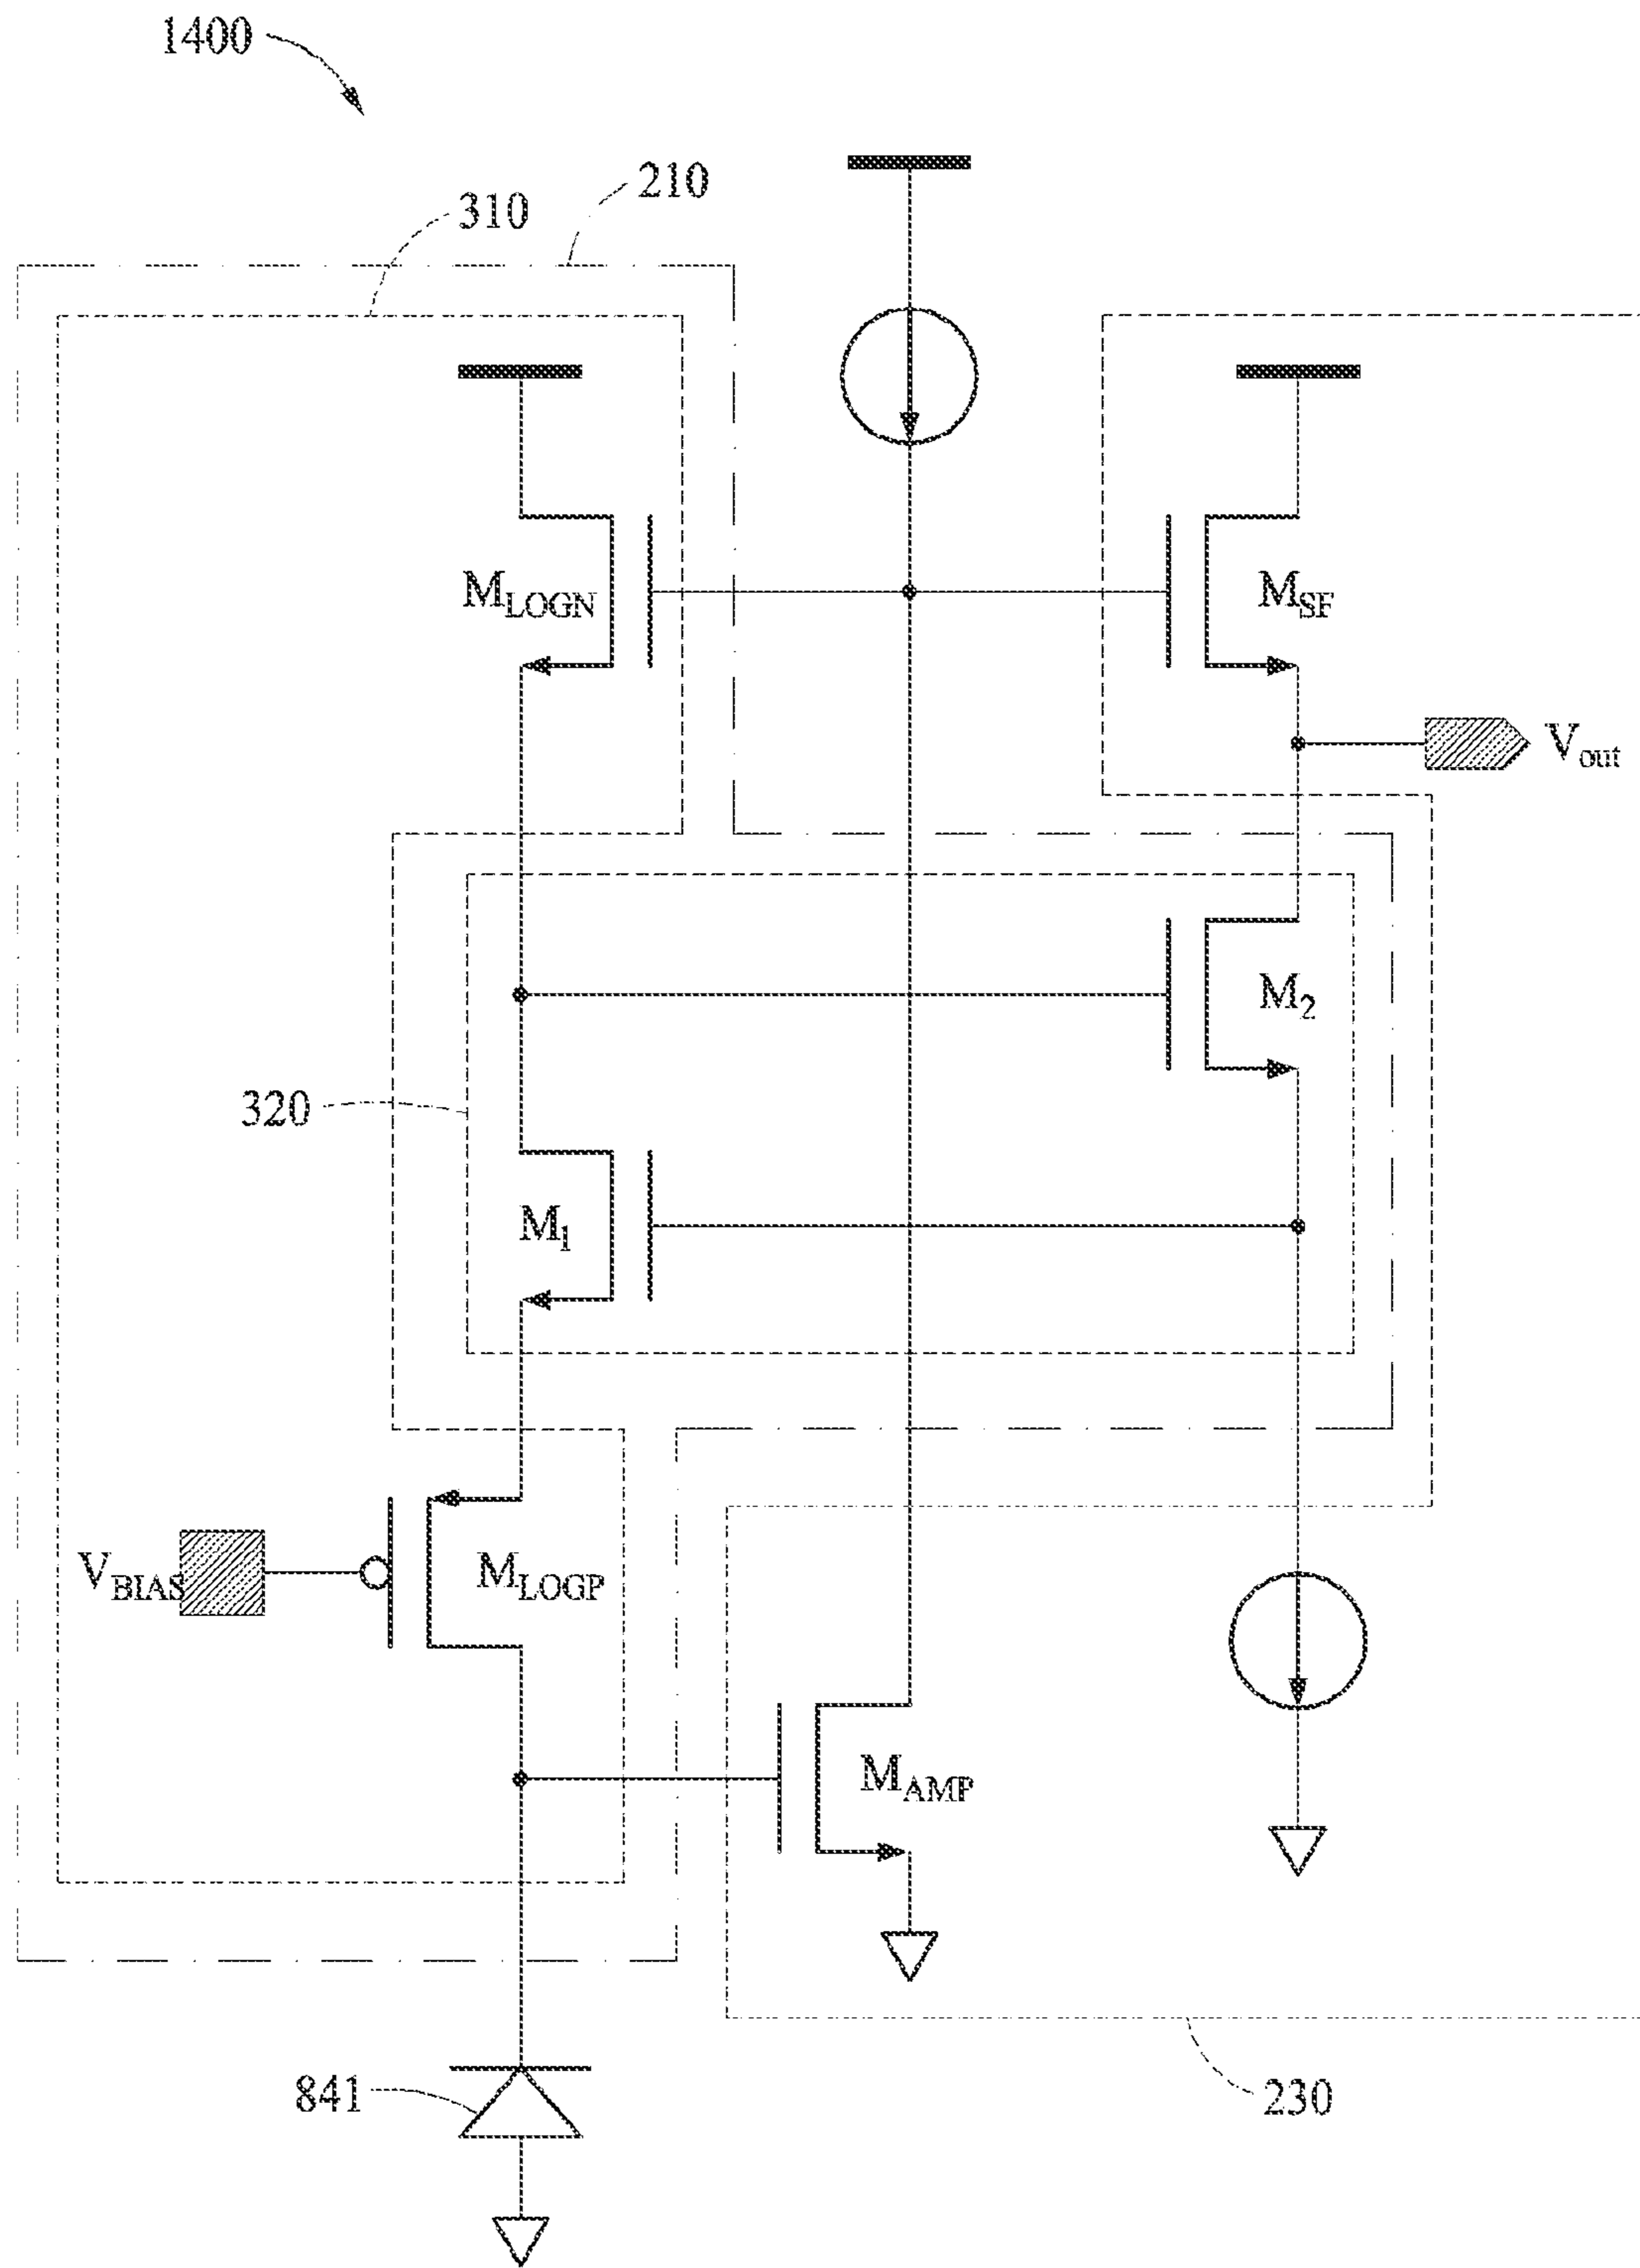 1400
210
310
M_LOGN
M_SF
V_out
M_2
320
M_1
V_BIAS
M_LOGP
M_AMP
841
230